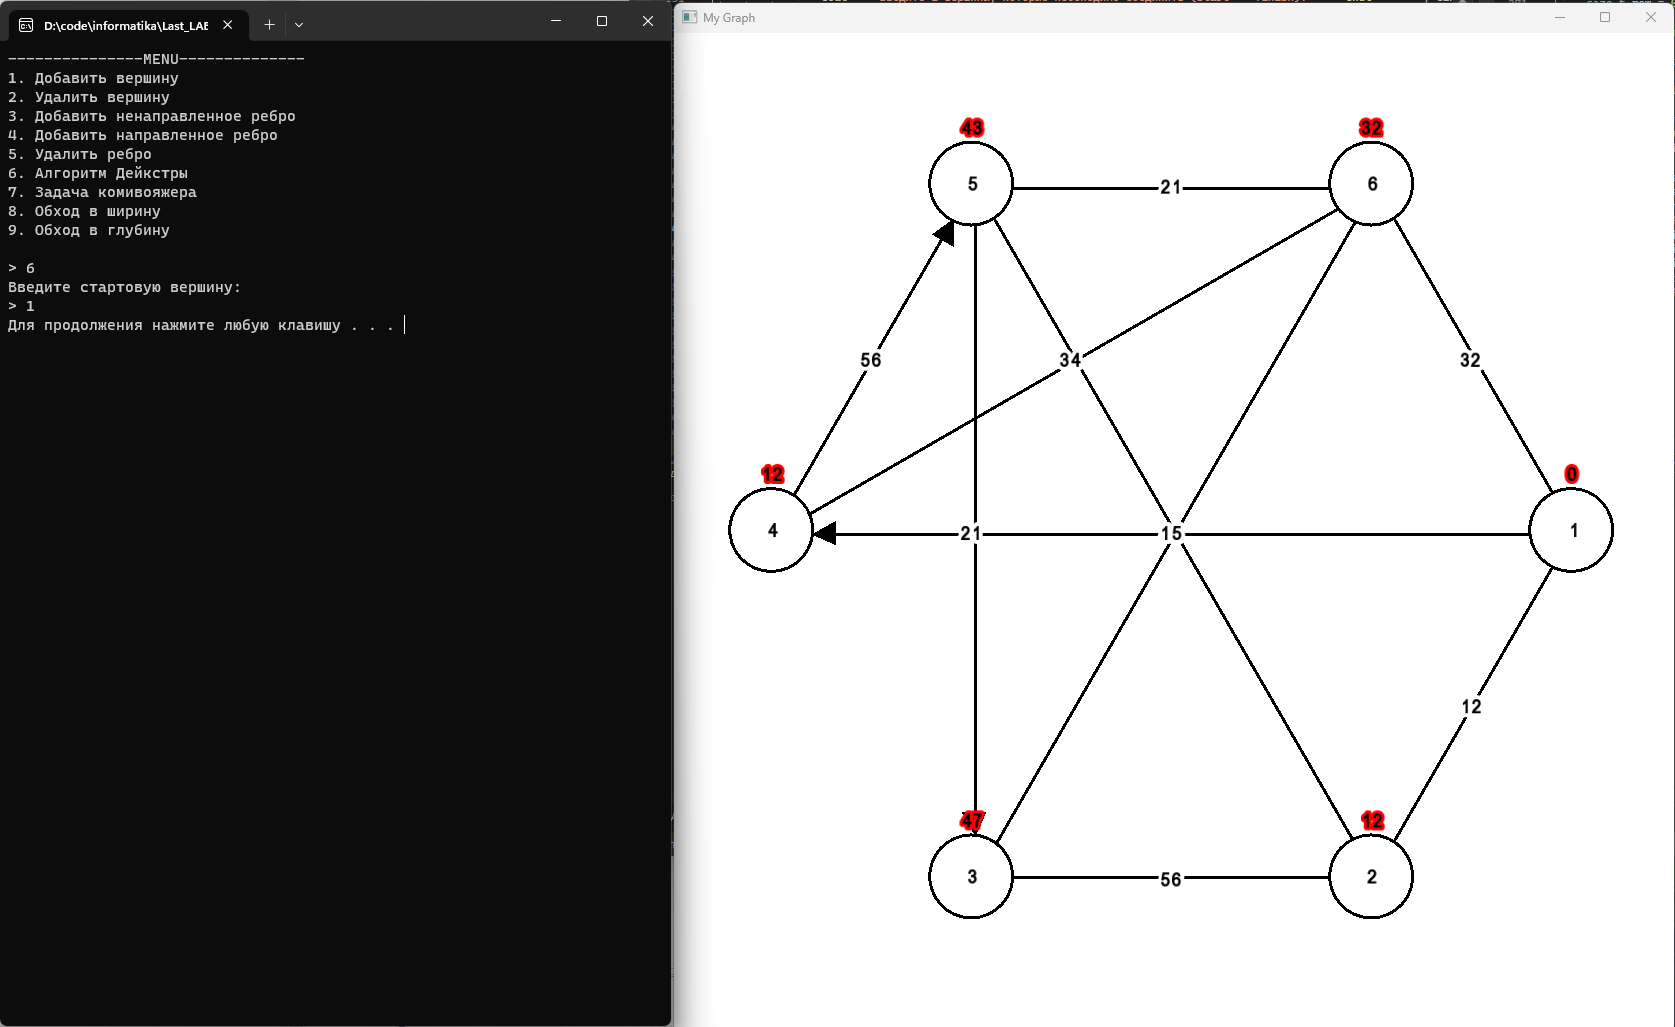 D:\code\informatika\Last_LAE
---------------MENU--------------
1. Добавить вершину
2. Удалить вершину
3. Добавить ненаправленное ребро
4. Добавить направленное ребро
5. Удалить ребро
6. Алгоритм Дейкстры
7. Задача комивояжера
8. Обход в ширину
9. Обход в глубину
> 6
Введите стартовую вершину:
> 1
Для продолжения нажмите любую клавишу . . .
My Graph
43
32
5
21
6
56
34
32
12
0
4
21
15
1
12
47
12
3
56
2